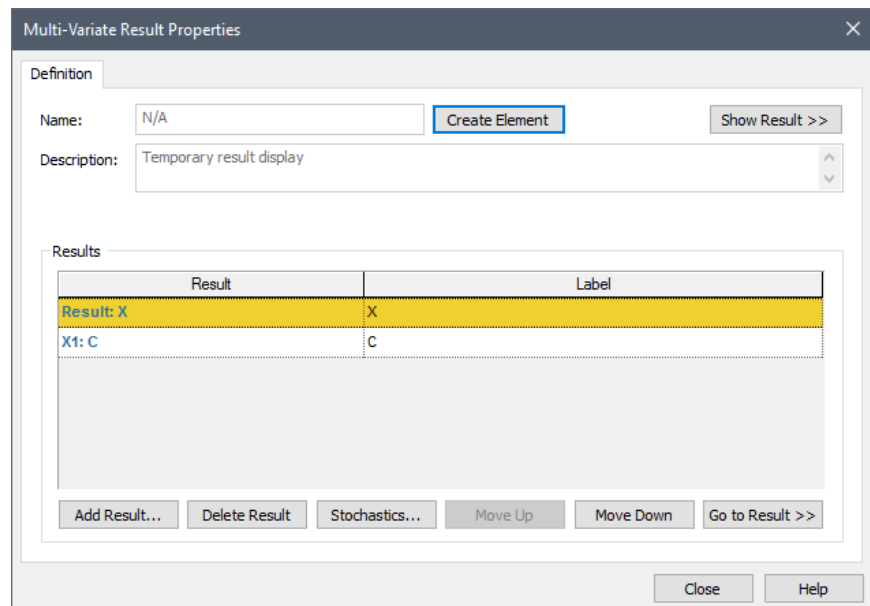 Multi-Variate Result Properties
Definition
Name: N/A Create Element Show Result >>
Description: Temporary result display
Results
Result Label
Result: X X
X1: C C
Add Result... Delete Result Stochastics... Move Up Move Down Go to Result >>
Close Help